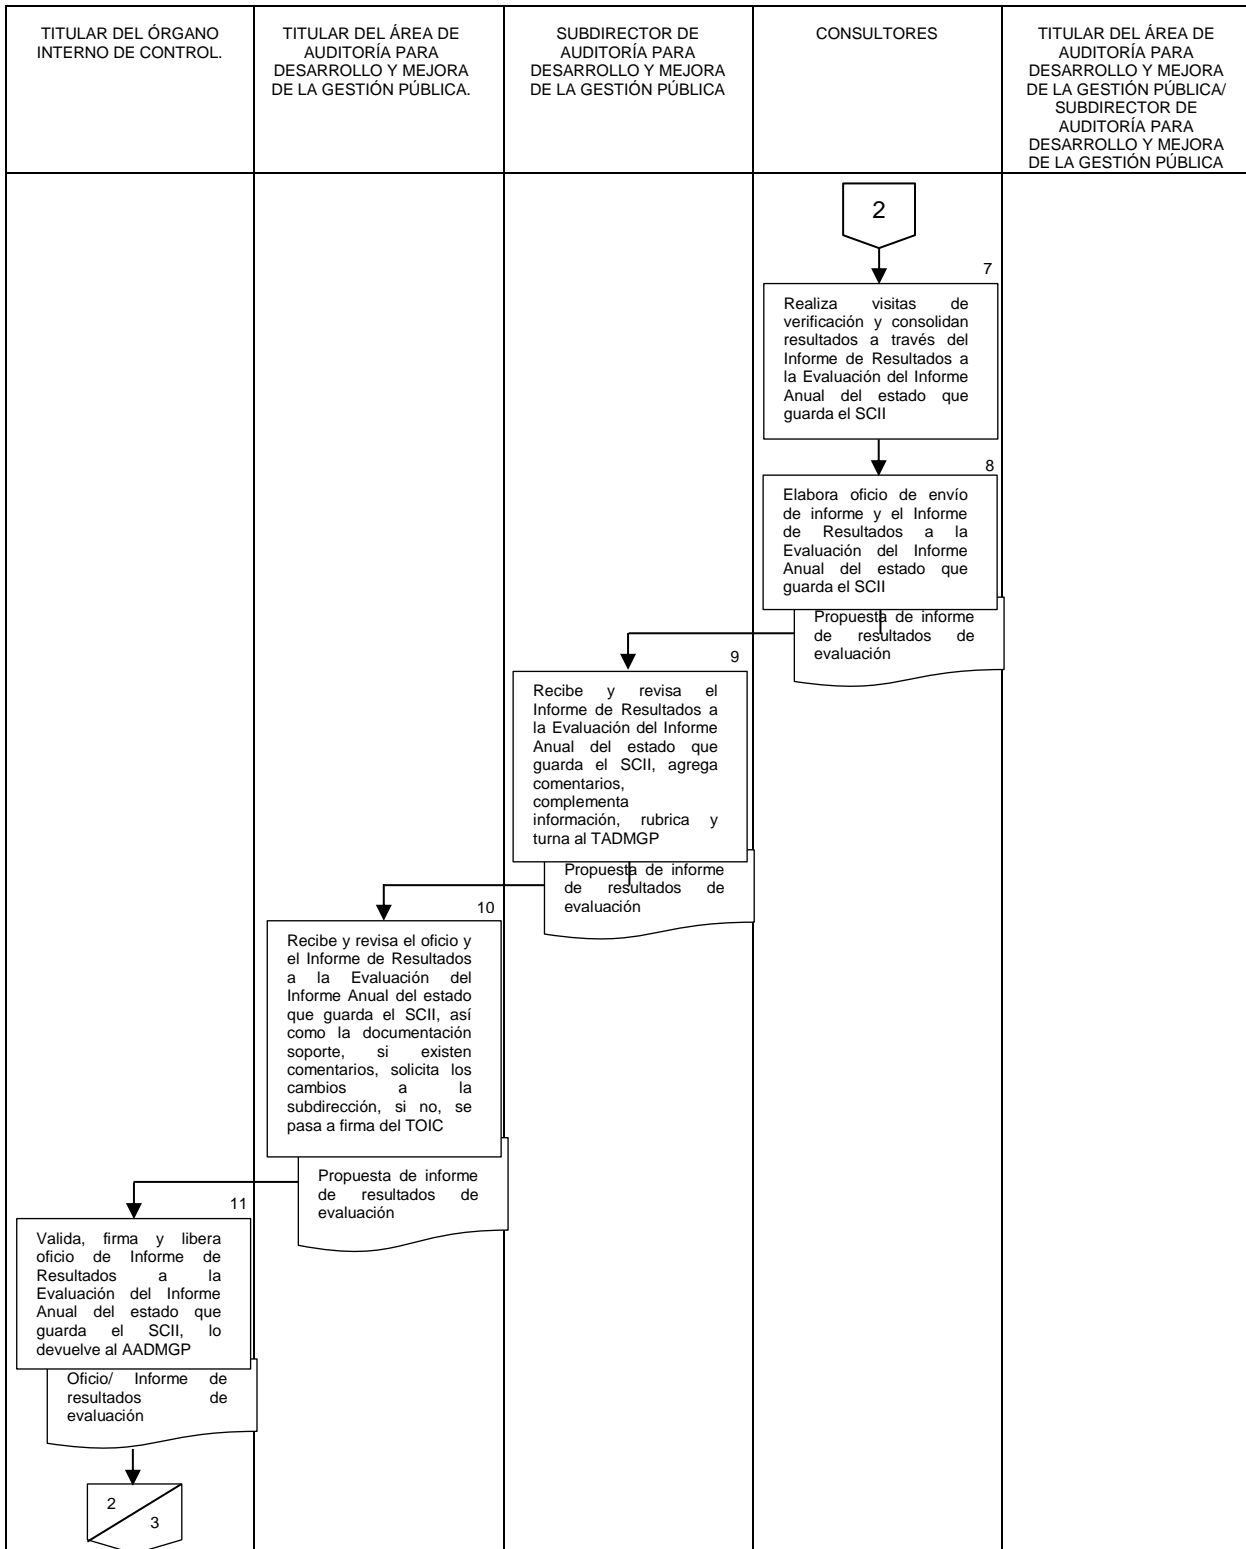 TITULAR DEL ÓRGANO
INTERNO DE CONTROL.
TITULAR DEL ÁREA DE
AUDITORÍA PARA
DESARROLLO Y MEJORA
DE LA GESTIÓN PÚBLICA.
SUBDIRECTOR DE
AUDITORÍA PARA
DESARROLLO Y MEJORA
DE LA GESTIÓN PÚBLICA
CONSULTORES
TITULAR DEL ÁREA DE
AUDITORÍA PARA
DESARROLLO Y MEJORA
DE LA GESTIÓN PÚBLICA/
SUBDIRECTOR DE
AUDITORÍA PARA
DESARROLLO Y MEJORA
DE LA GESTIÓN PÚBLICA
2
7
Realiza visitas de
verificación y consolidan
resultados a través del
Informe de Resultados a
la Evaluación del Informe
Anual del estado que
guarda el SCII
8
Elabora oficio de envío
de informe y el Informe
de Resultados a la
Evaluación del Informe
Anual del estado que
guarda el SCII
Propuesta de informe
de resultados de
evaluación
9
Recibe y revisa el
Informe de Resultados a
la Evaluación del Informe
Anual del estado que
guarda el SCII, agrega
comentarios,
complementa
información, rubrica y
turna al TADMGP
Propuesta de informe
de resultados de
evaluación
10
Recibe y revisa el oficio y
el Informe de Resultados
a la Evaluación del
Informe Anual del estado
que guarda el SCII, así
como la documentación
soporte, si existen
comentarios, solicita los
cambios a la
subdirección, si no, se
pasa a firma del TOIC
Propuesta de informe
de resultados de
evaluación
11
Valida, firma y libera
oficio de Informe de
Resultados a la
Evaluación del Informe
Anual del estado que
guarda el SCII, lo
devuelve al AADMGP
Oficio/ Informe de
resultados de
evaluación
2
3